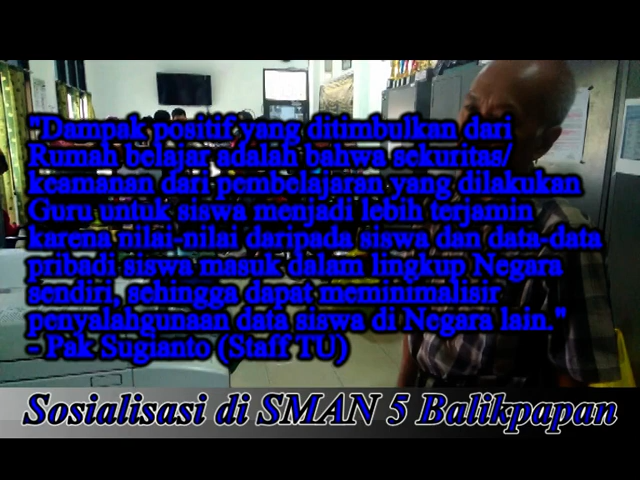 "Dampak positif yang ditimbulkan dari
Rumah belajar adalah bahwa sekuritas/
keamanan dari pembelajaran yang dilakukan
Guru untuk siswa menjadi lebih terjamin
karena nilai-nilai daripada siswa dan data-data
pribadi siswa masuk dalam lingkup Negara
sendiri, sehingga dapat meminimalisir
penyalahgunaan data siswa di Negara lain."
- Pak Sugianto (Staff TU)
Sosialisasi di SMAN 5 Balikpapan